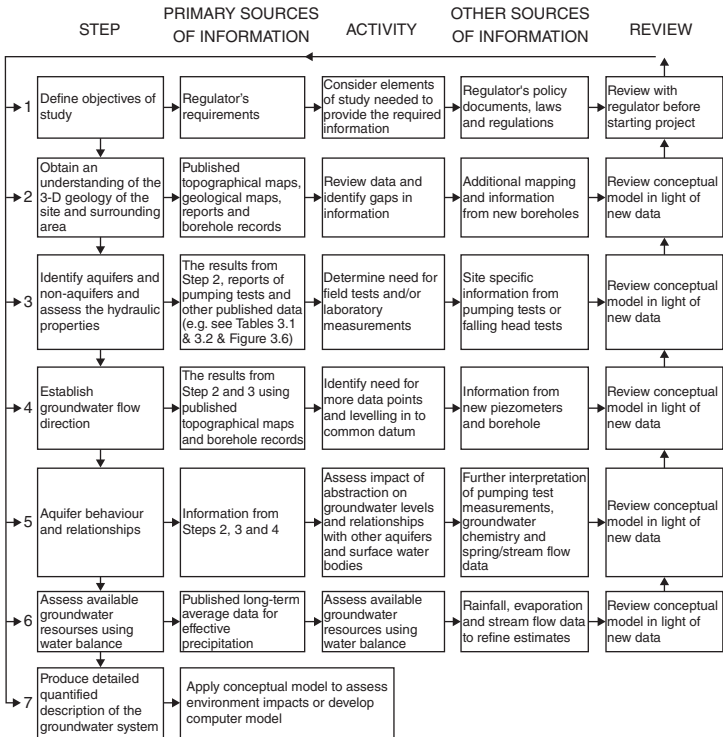 STEP
PRIMARY SOURCES
OF INFORMATION
ACTIVITY
OTHER SOURCES
OF INFORMATION
REVIEW
1
Define objectives of
study
Regulator's
requirements
Consider elements
of study needed to
provide the required
information
Regulator's policy
documents, laws
and regulations
Review with
regulator before
starting project
2
Obtain an
understanding of the
3-D geology of the
site and surrounding
area
Published
topographical maps,
geological maps,
reports and
borehole records
Review data and
identify gaps in
information
Additional mapping
and information
from new boreholes
Review conceptual
model in light of
new data
3
Identify aquifers and
non-aquifers and
assess the hydraulic
properties
The results from
Step 2, reports of
pumping tests and
other published data
(e.g. see Tables 3.1
& 3.2 & Figure 3.6)
Determine need for
field tests and/or
laboratory
measurements
Site specific
information from
pumping tests or
falling head tests
Review conceptual
model in light of
new data
4
Establish
groundwater flow
direction
The results from
Step 2 and 3 using
published
topographical maps
and borehole records
Identify need for
more data points
and levelling in to
common datum
Information from
new piezometers
and borehole
Review conceptual
model in light of
new data
5
Aquifer behaviour
and relationships
Information from
Steps 2, 3 and 4
Assess impact of
abstraction on
groundwater levels
and relationships
with other aquifers
and surface water
bodies
Further interpretation
of pumping test
measurements,
groundwater
chemistry and
spring/stream flow
data
Review conceptual
model in light of
new data
6
Assess available
groundwater
resourses using
water balance
Published long-term
average data for
effective
precipitation
Assess available
groundwater
resources using
water balance
Rainfall, evaporation
and stream flow data
to refine estimates
Review conceptual
model in light of
new data
7
Produce detailed
quantified
description of the
groundwater system
Apply conceptual model to assess
environment impacts or develop
computer model